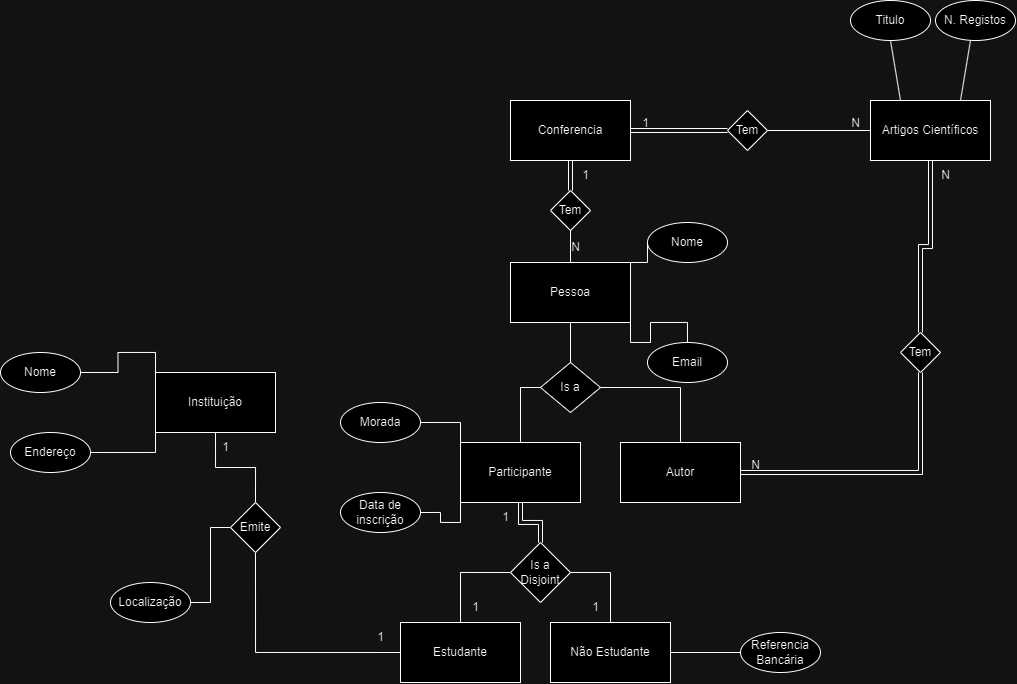 Titulo
N. Registos
Conferencia
1
Tem
N
Artigos Científicos
1
N
Tem
N
Nome
Pessoa
Email
Tem
Nome
Instituição
Is a
Endereço
1
Morada
Participante
Autor
N
Data de
inscrição
1
Emite
Is a
Disjoint
Localização
1
1
1
Estudante
Não Estudante
Referencia
Bancária